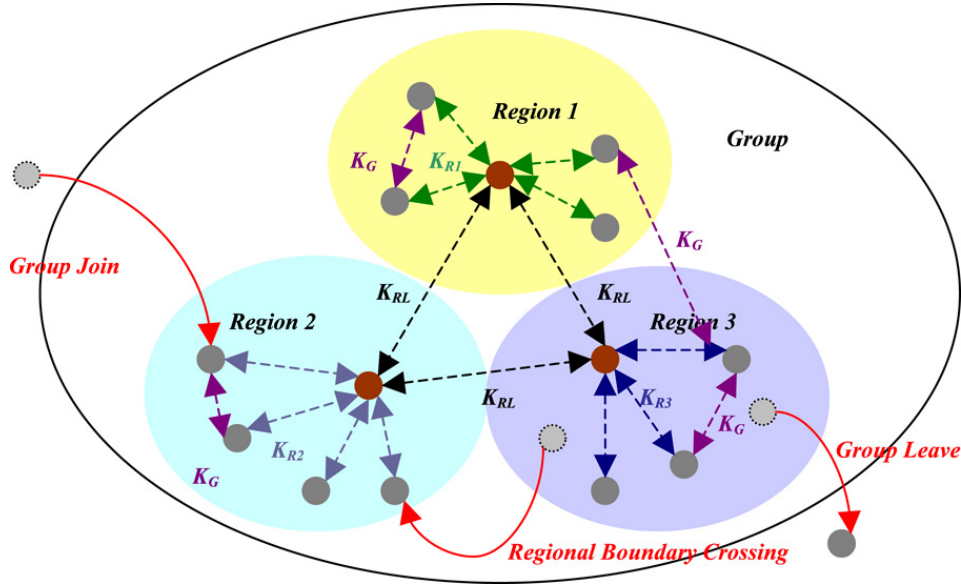 Region 1
Group
K_G
K_R1
K_G
Group Join
K_RL
K_RL
Region 2
Region 3
K_RL
K_R3
K_G
K_R2
K_G
Group Leave
Regional Boundary Crossing